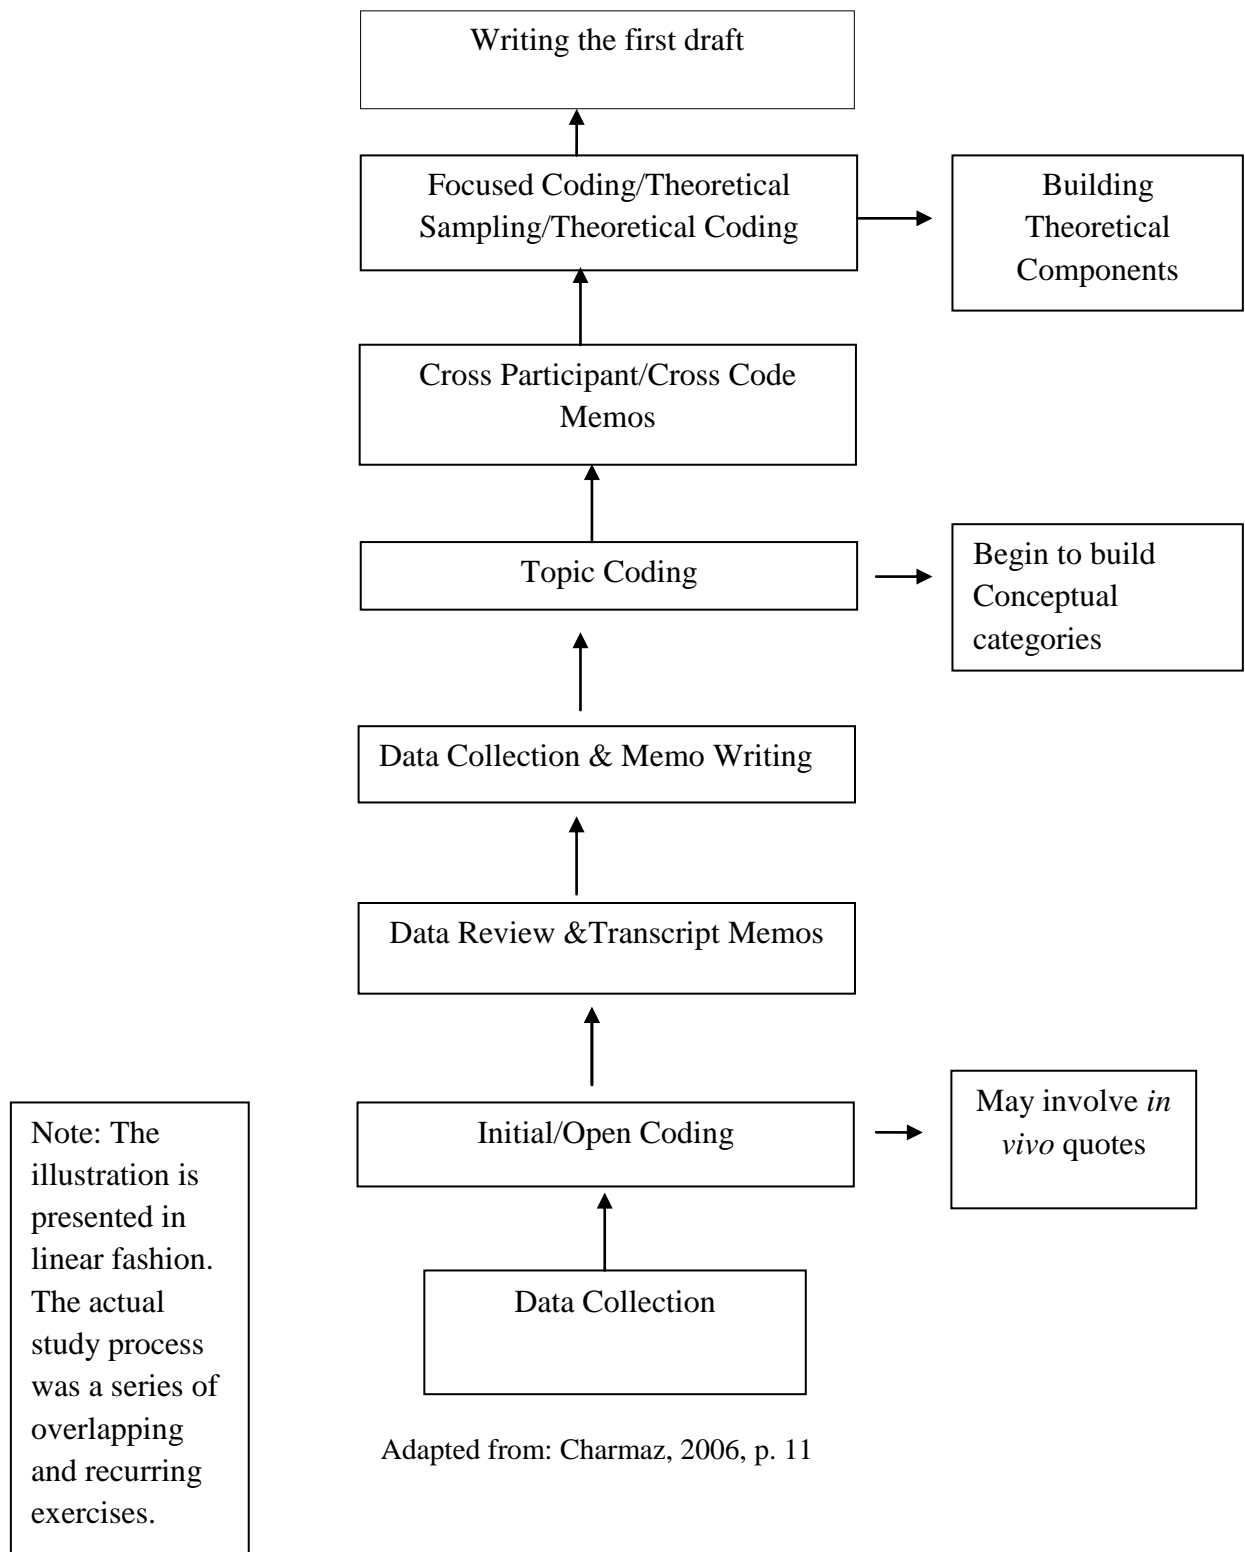 Writing the first draft
Focused Coding/Theoretical
Sampling/Theoretical Coding
Building
Theoretical
Components
Cross Participant/Cross Code
Memos
Topic Coding
Begin to build
Conceptual
categories
Data Collection & Memo Writing
Data Review &Transcript Memos
Initial/Open Coding
May involve in
vivo quotes
Note: The
illustration is
presented in
linear fashion.
The actual
study process
was a series of
overlapping
and recurring
exercises.
Data Collection
Adapted from: Charmaz, 2006, p. 11